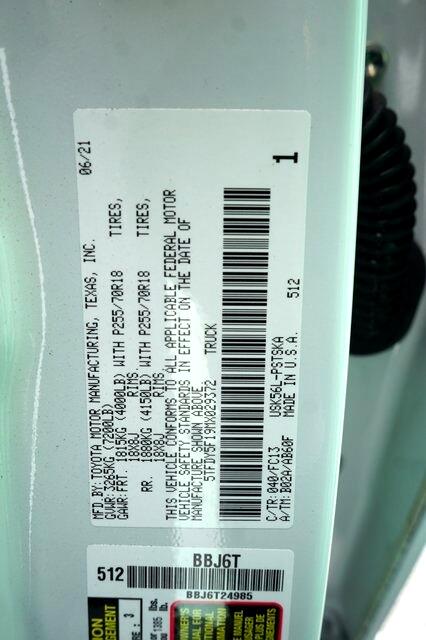 MFD.BY:TOYOTA MOTOR MANUFACTURING, TEXAS, INC. 06/21
GVWR:3265KG (7200LB)
GAWR:FRT. 1815KG (4000LB) WITH P255/70R18 TIRES,
18X8J RIMS,
RR. 1880KG (4150LB) WITH P255/70R18 TIRES,
18X8J RIMS.
THIS VEHICLE CONFORMS TO ALL APPLICABLE FEDERAL MOTOR
VEHICLE SAFETY STANDARDS IN EFFECT ON THE DATE OF
MANUFACTURE SHOWN ABOVE.
5TFDY5F19MX029372 TRUCK
C/TR:040/FC13 USK56L-PSTSKA 512
A/TM:B02A/AB60F MADE IN U.S.A. 1
BBJ6T
512
BBJ6T24985